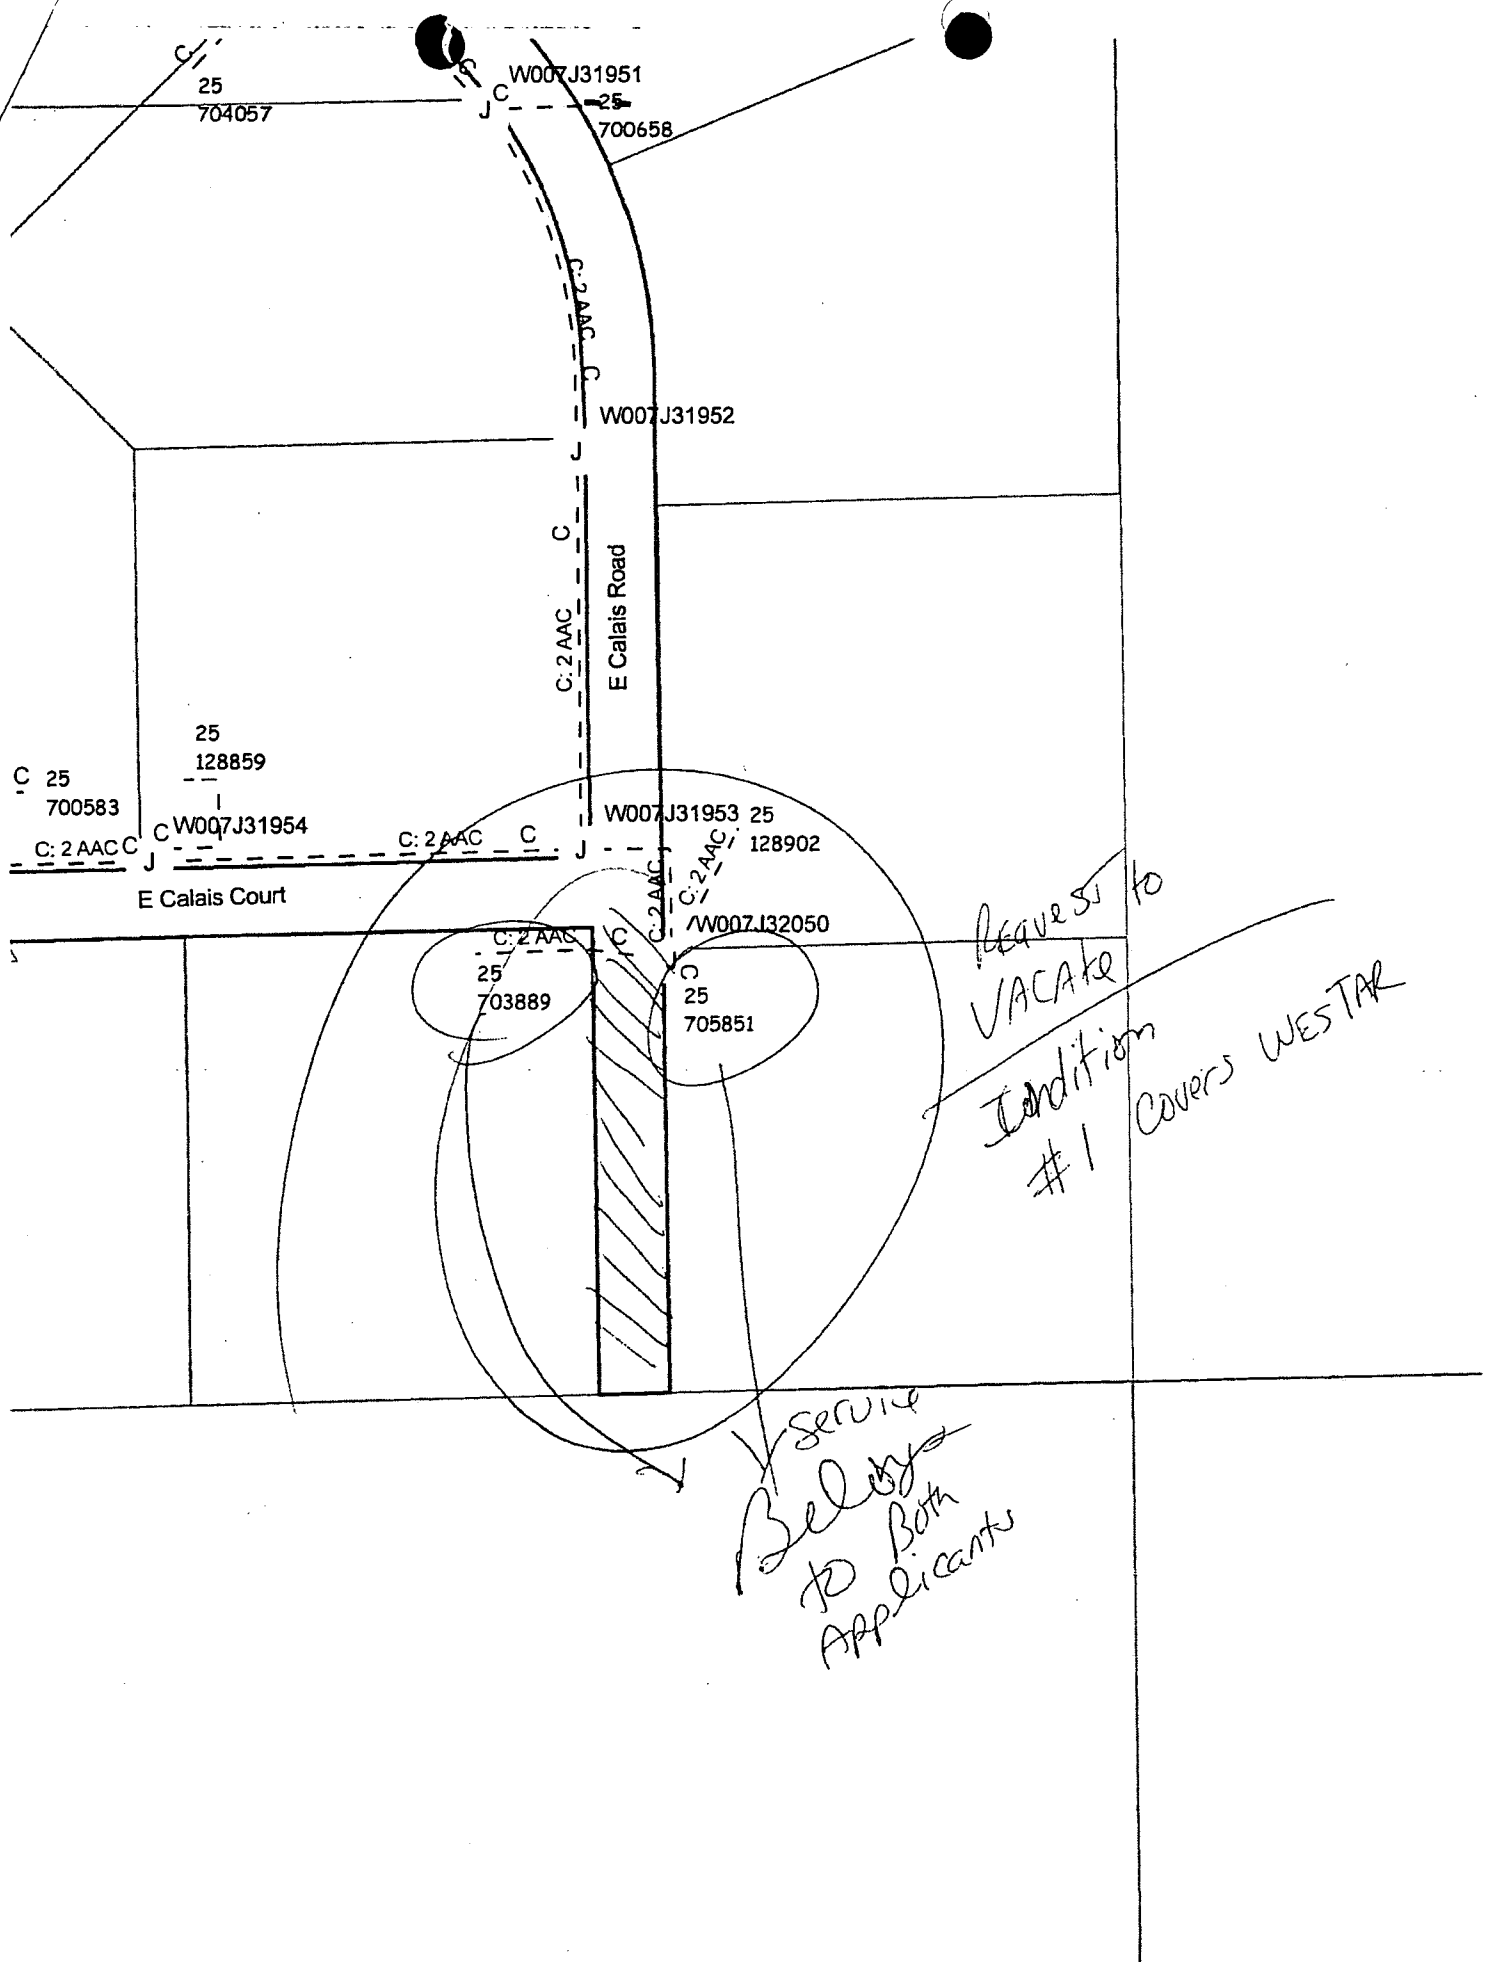 C
25
704057
C
C
J
W007J31951
25
700658
C: 2 AAC
C
W007J31952
J
C
C: 2 AAC
E Calais Road
25
128859
C 25
700583
C: 2 AAC C
C
W007J31954
J
C: 2 AAC C
W007J31953
J
25
128902
C: 2 AAC
C: 2 AAC
E Calais Court
W007J32050
J
C
C: 2 AAC C
25
703889
25
705851
Request to
VACAte
Condition
#1 Covers WESTAR
Service
Belongs
to Both
Applicants